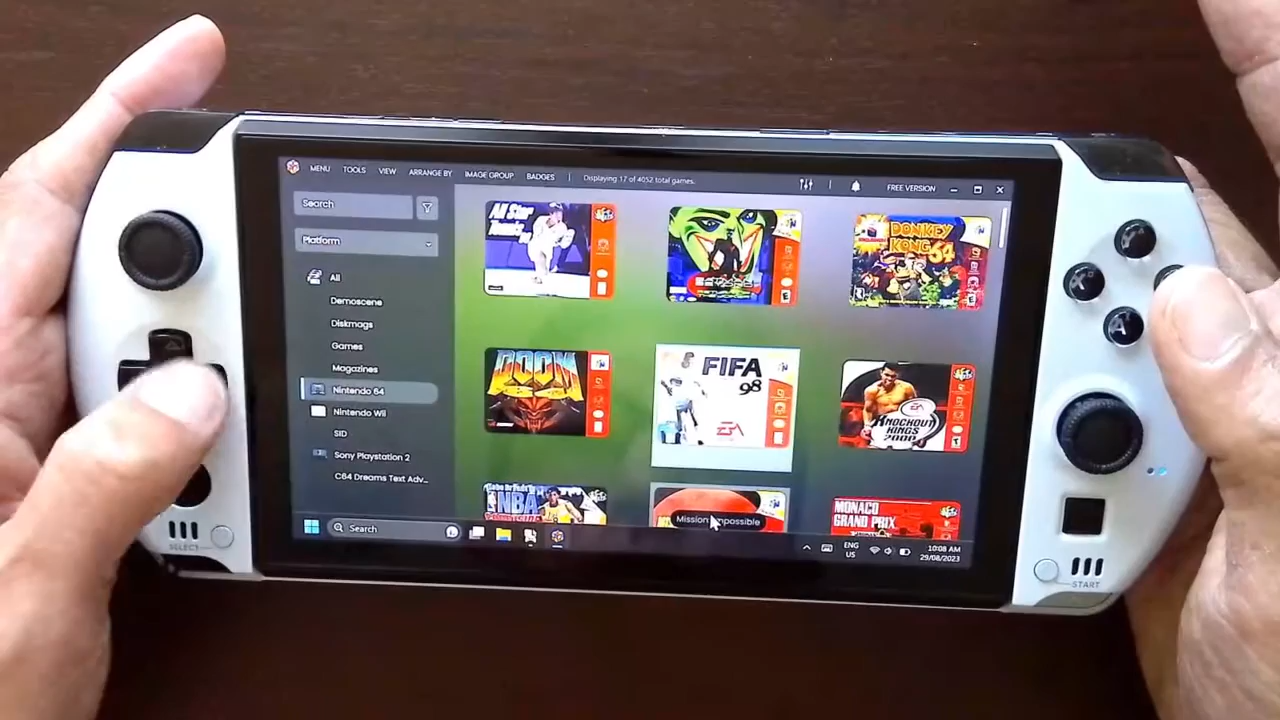 MENU TOOLS VIEW ARRANGE BY IMAGE GROUP BADGES Displaying 17 of 4052 total games. FREE VERSION
Search
Platform
All
Demoscene
Diskmags
Games
Magazines
Nintendo 64
Nintendo Wii
SID
Sony Playstation 2
C64 Dreams Text Adv...
All Star
DONKEY
KONG 64
DOOM
FIFA
98
EA
EA
KNOCKOUT
KINGS
2000
NBA
Mission Impossible
MONACO
GRAND PRIX
Search
ENG
US
10:08 AM
29/08/2023
A
SELECT
START